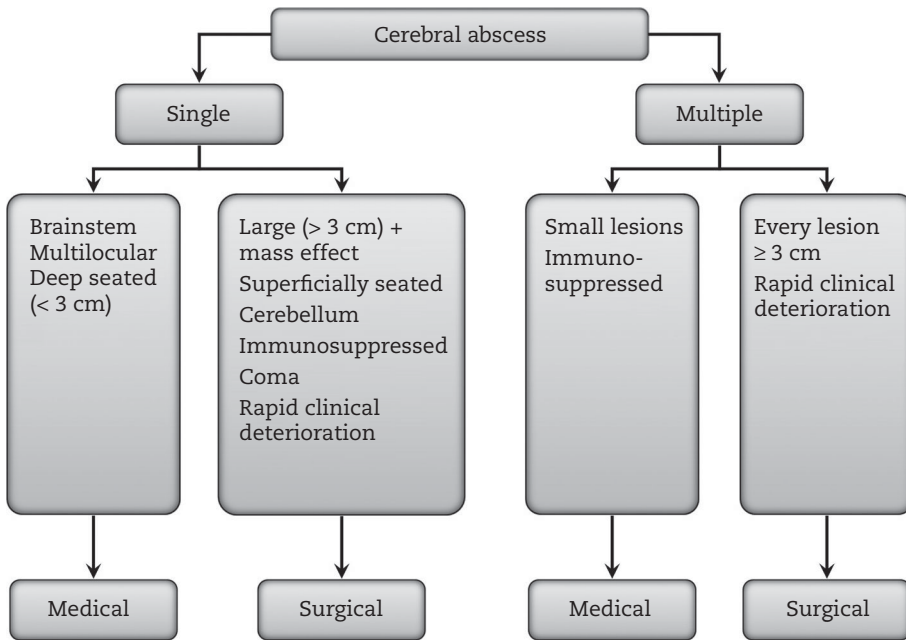 Cerebral abscess
Single
Multiple
Brainstem
Multilocular
Deep seated
(< 3 cm)
Large (> 3 cm) +
mass effect
Superficially seated
Cerebellum
Immunosuppressed
Coma
Rapid clinical
deterioration
Small lesions
Immuno-
suppressed
Every lesion
≥ 3 cm
Rapid clinical
deterioration
Medical
Surgical
Medical
Surgical